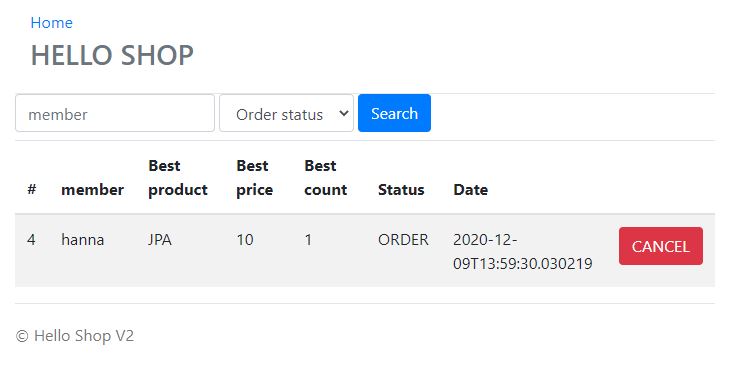 Home
HELLO SHOP
member Order status Search
# member Best product Best price Best count Status Date
4 hanna JPA 10 1 ORDER 2020-12-09T13:59:30.030219 CANCEL
© Hello Shop V2